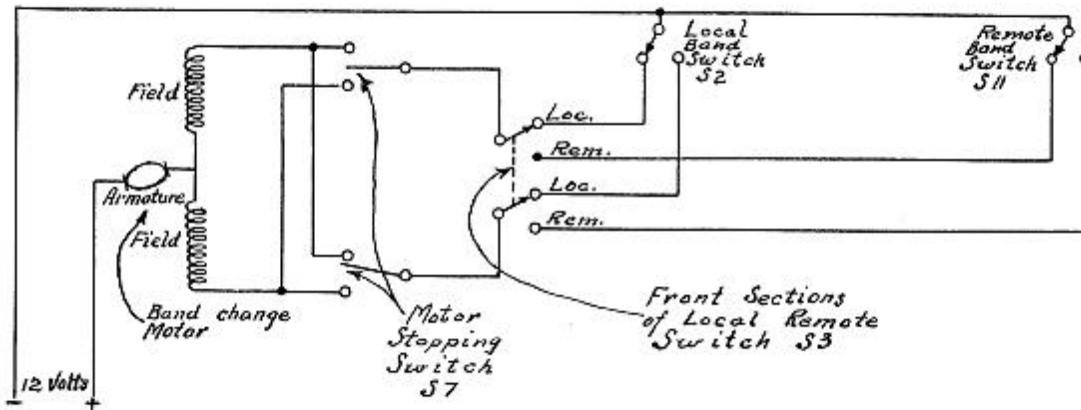 Field
Armature
Field
Band change
Motor
12 Volts
- +
Motor
Stopping
Switch
S7
Loc.
Rem.
Loc.
Rem.
Front Sections
of Local Remote
Switch S3
Local
Band
Switch
S2
Remote
Band
Switch
S11